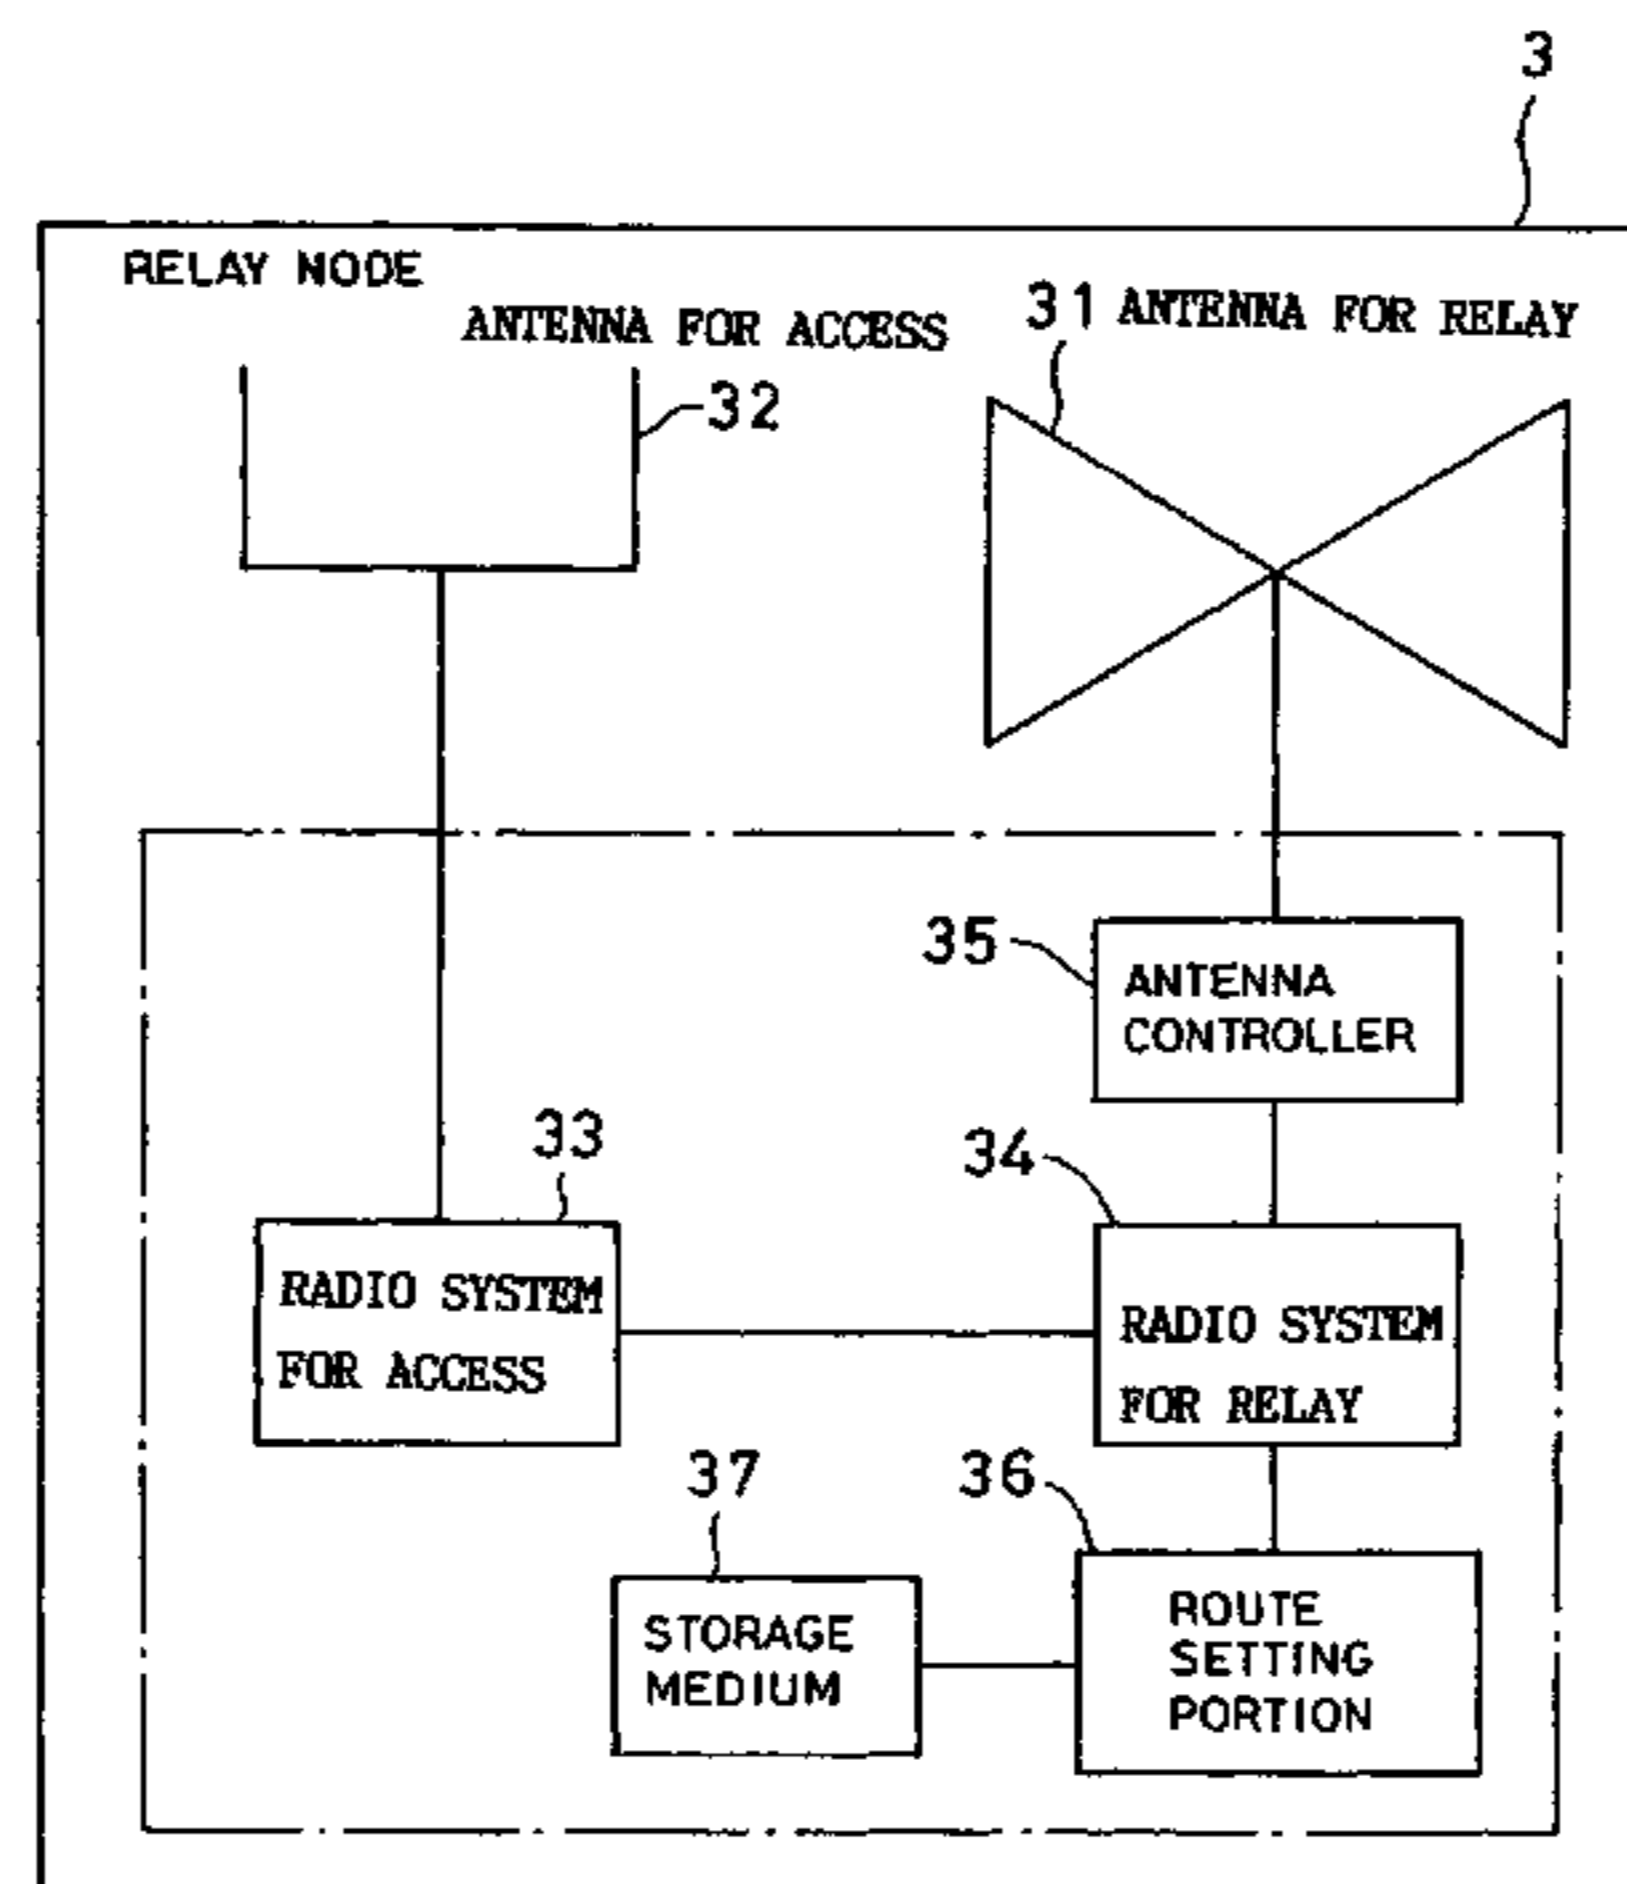 3
RELAY NODE
ANTENNA FOR ACCESS
31 ANTENNA FOR RELAY
32
35
ANTENNA
CONTROLLER
33
34
RADIO SYSTEM
FOR ACCESS
RADIO SYSTEM
FOR RELAY
37
36
STORAGE
MEDIUM
ROUTE
SETTING
PORTION